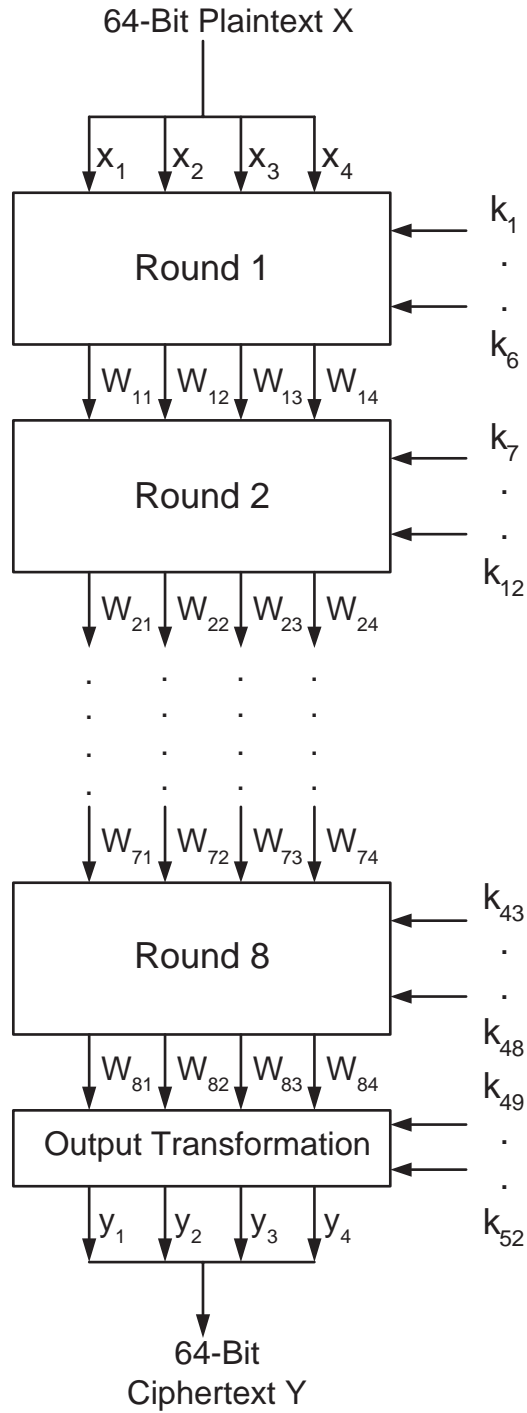 64-Bit Plaintext X
x₁ x₂ x₃ x₄
Round 1
k₁
.
.
k₆
W₁₁ W₁₂ W₁₃ W₁₄
Round 2
k₇
.
.
k₁₂
W₂₁ W₂₂ W₂₃ W₂₄
. . . .
. . . .
. . . .
. . . .
W₇₁ W₇₂ W₇₃ W₇₄
Round 8
k₄₃
.
.
k₄₈
W₈₁ W₈₂ W₈₃ W₈₄
Output Transformation
k₄₉
.
.
k₅₂
y₁ y₂ y₃ y₄
64-Bit
Ciphertext Y